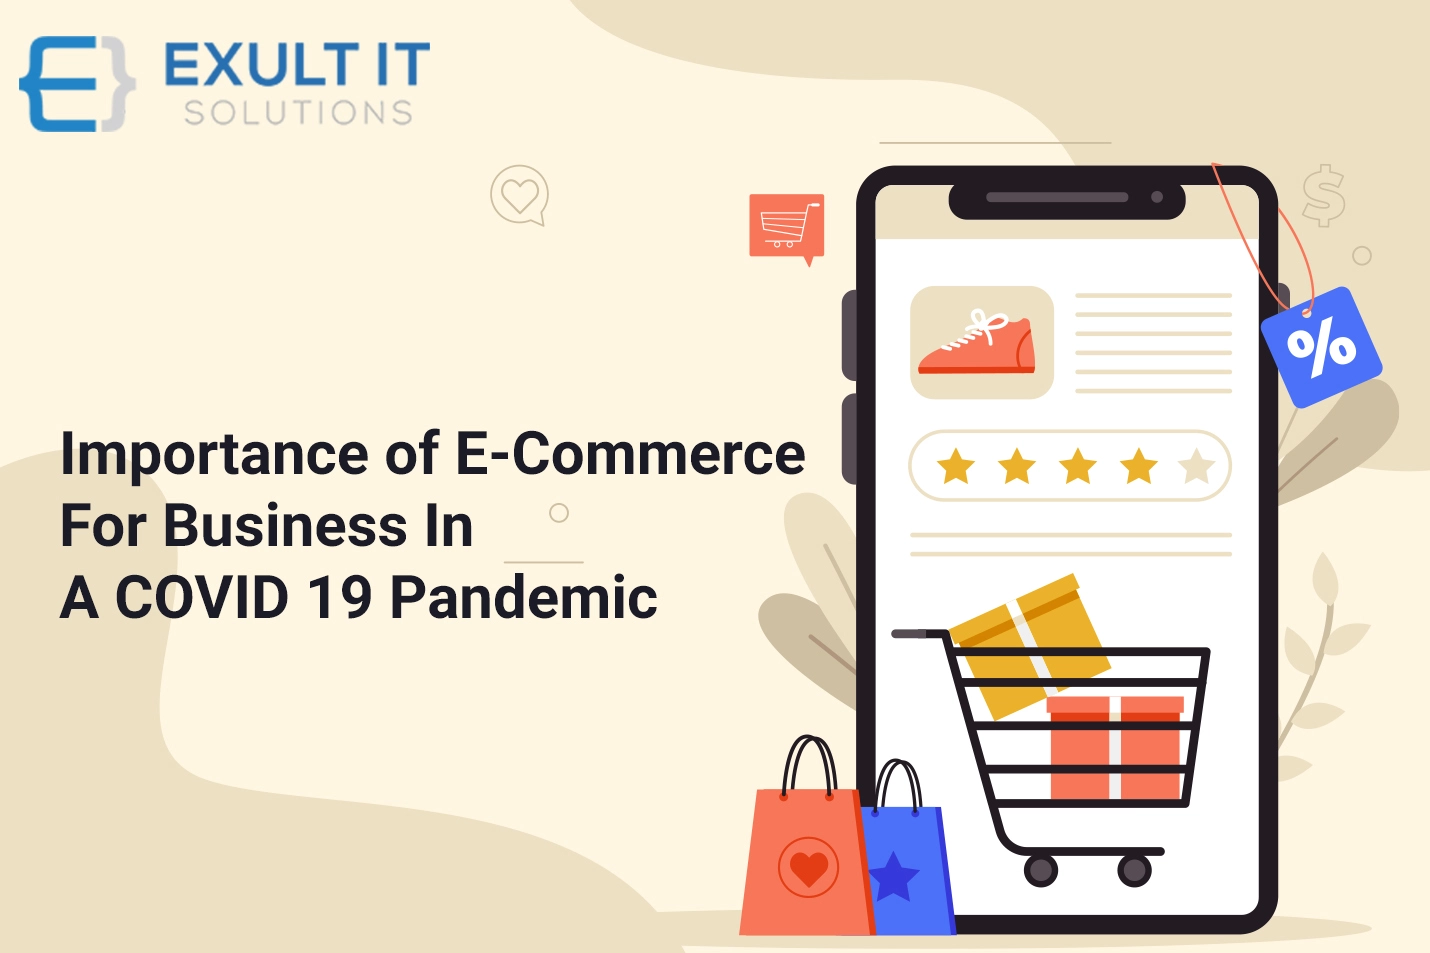 EXULT IT
SOLUTIONS
$
%
Importance of E-Commerce
For Business In
A COVID 19 Pandemic